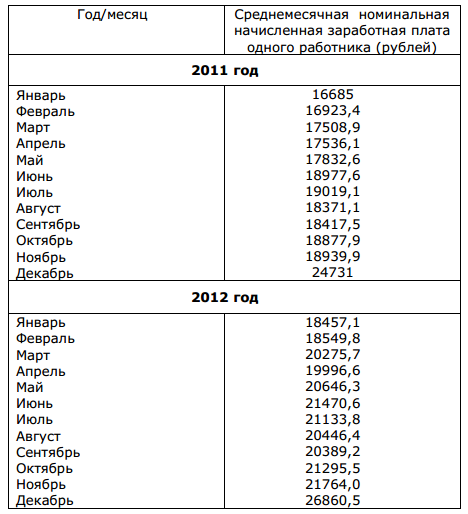 Год/месяц
Среднемесячная номинальная
начисленная заработная плата
одного работника (рублей)
2011 год
Январь 16685
Февраль 16923,4
Март 17508,9
Апрель 17536,1
Май 17832,6
Июнь 18977,6
Июль 19019,1
Август 18371,1
Сентябрь 18417,5
Октябрь 18877,9
Ноябрь 18939,9
Декабрь 24731
2012 год
Январь 18457,1
Февраль 18549,8
Март 20275,7
Апрель 19996,6
Май 20646,3
Июнь 21470,6
Июль 21133,8
Август 20446,4
Сентябрь 20389,2
Октябрь 21295,5
Ноябрь 21764,0
Декабрь 26860,5